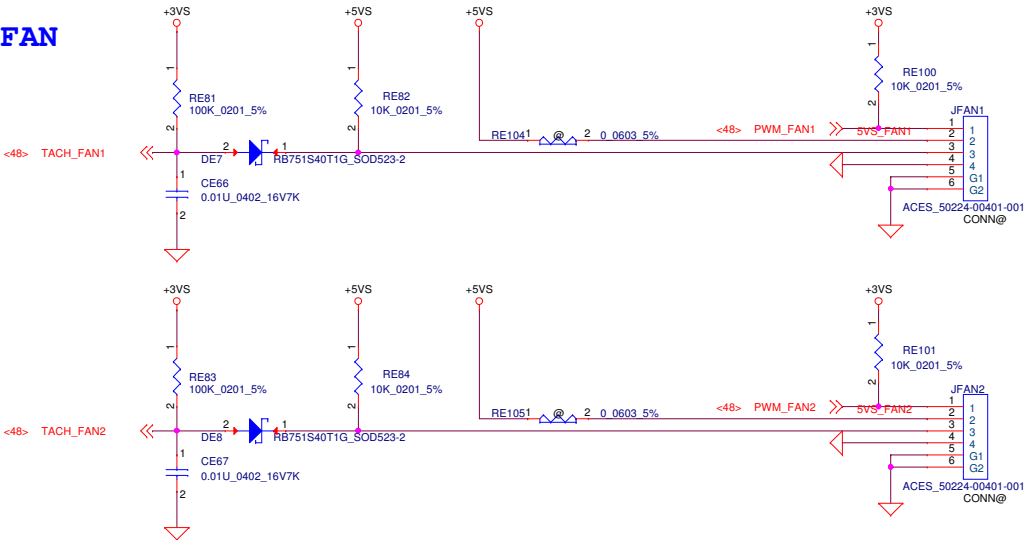 FAN
+3VS
+5VS
+5VS
+3VS
1
RE81
100K_0201_5%
2
1
RE82
10K_0201_5%
2
1
RE100
10K_0201_5%
2
RE104
1
@
2
0_0603_5%
<48> PWM_FAN1
5VS_FAN1
JFAN1
1 1
2 2
3 3
4 4
5 G1
6 G2
ACES_50224-00401-001
CONN@
<48> TACH_FAN1
2
DE7
1
RB751S40T1G_SOD523-2
1
CE66
0.01U_0402_16V7K
2
+3VS
+5VS
+5VS
+3VS
1
RE83
100K_0201_5%
2
1
RE84
10K_0201_5%
2
1
RE101
10K_0201_5%
2
RE105
1
@
2
0_0603_5%
<48> PWM_FAN2
5VS_FAN2
JFAN2
1 1
2 2
3 3
4 4
5 G1
6 G2
ACES_50224-00401-001
CONN@
<48> TACH_FAN2
2
DE8
1
RB751S40T1G_SOD523-2
1
CE67
0.01U_0402_16V7K
2